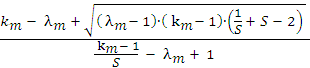 k_m − λ_m + √((λ_m − 1)·(k_m − 1)·(1/S + S − 2))
(k_m − 1)/S − λ_m + 1